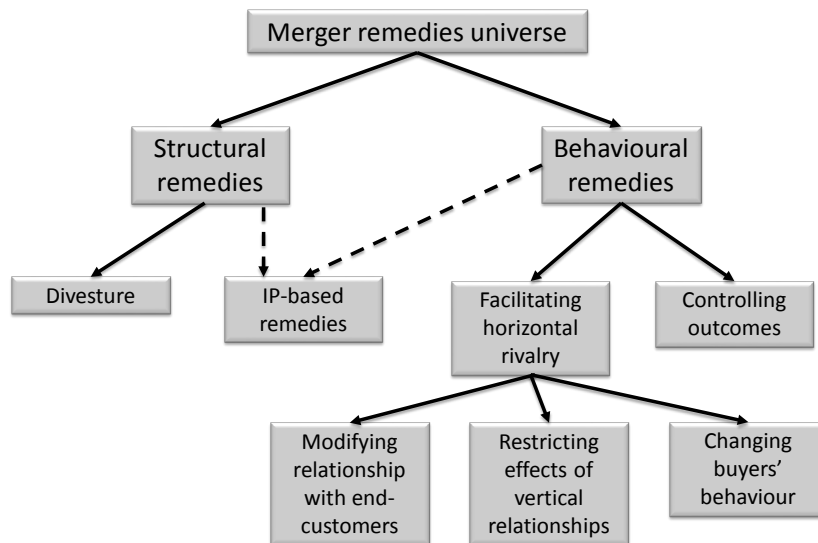 Merger remedies universe
Structural
remedies
Behavioural
remedies
Divesture
IP-based
remedies
Facilitating
horizontal
rivalry
Controlling
outcomes
Modifying
relationship
with end-
customers
Restricting
effects of
vertical
relationships
Changing
buyers'
behaviour